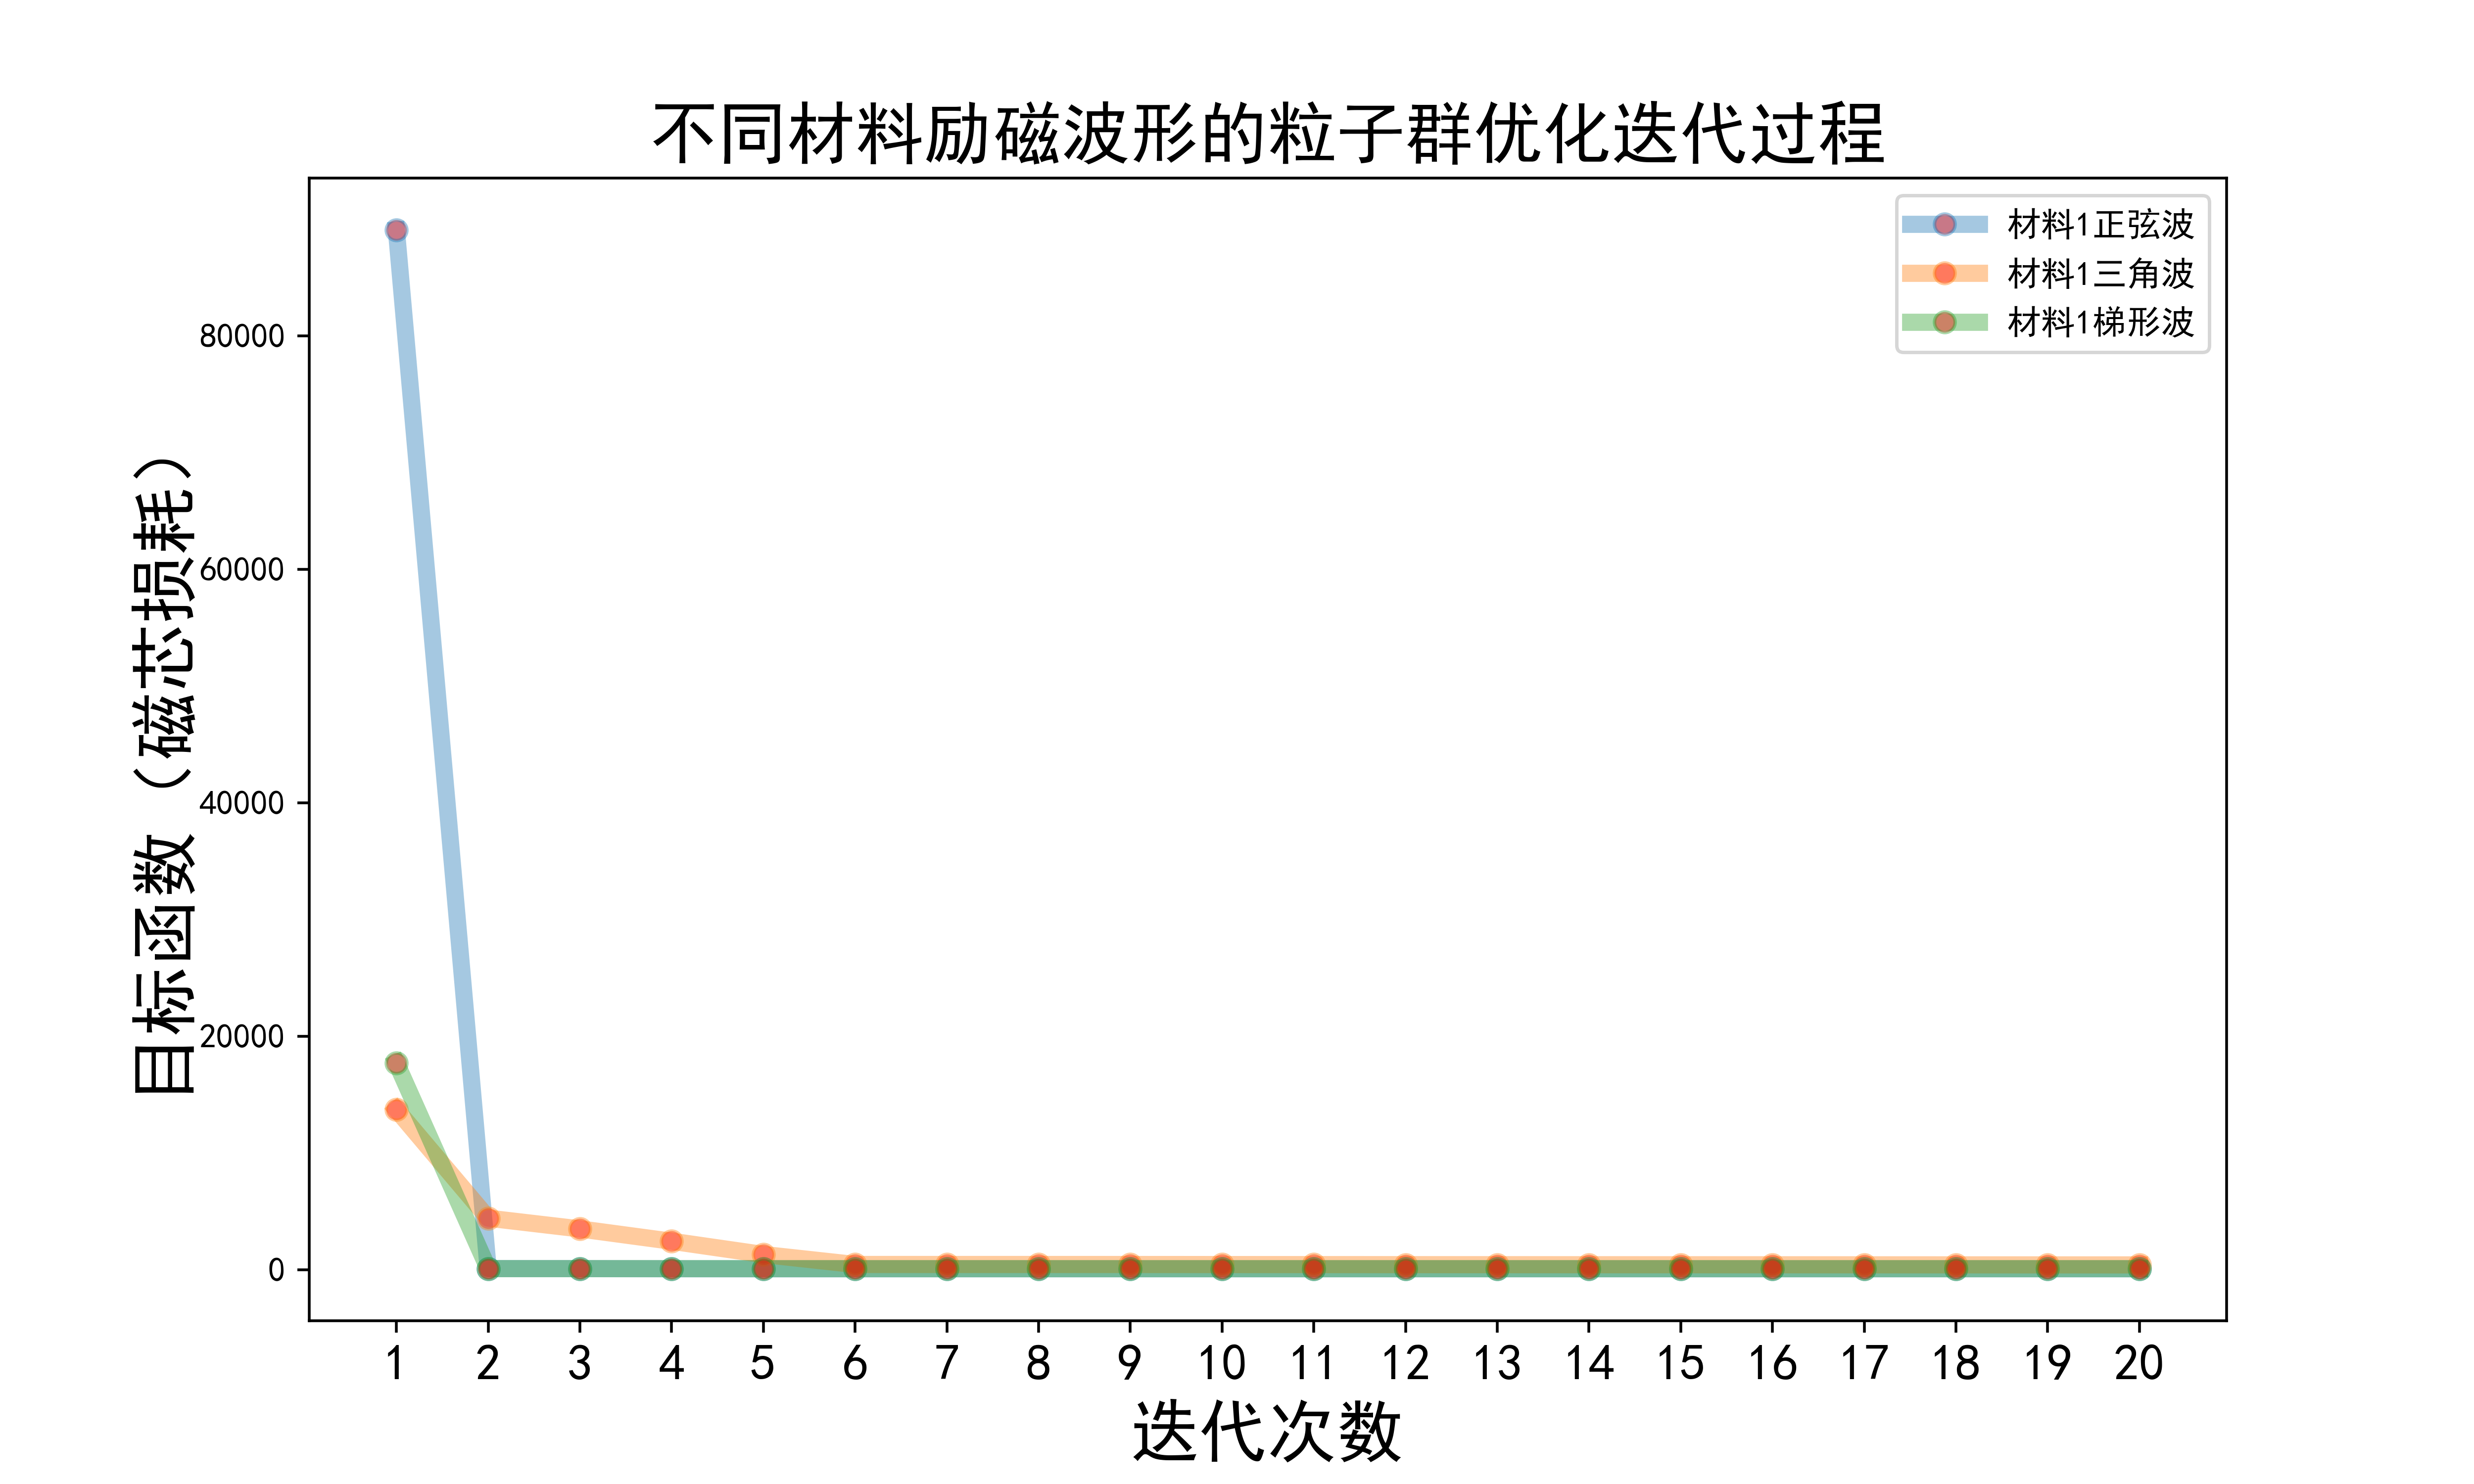 不同材料励磁波形的粒子群优化迭代过程
材料1正弦波
材料1三角波
材料1梯形波
目标函数（磁芯损耗）
80000
60000
40000
20000
0
1 2 3 4 5 6 7 8 9 10 11 12 13 14 15 16 17 18 19 20
迭代次数